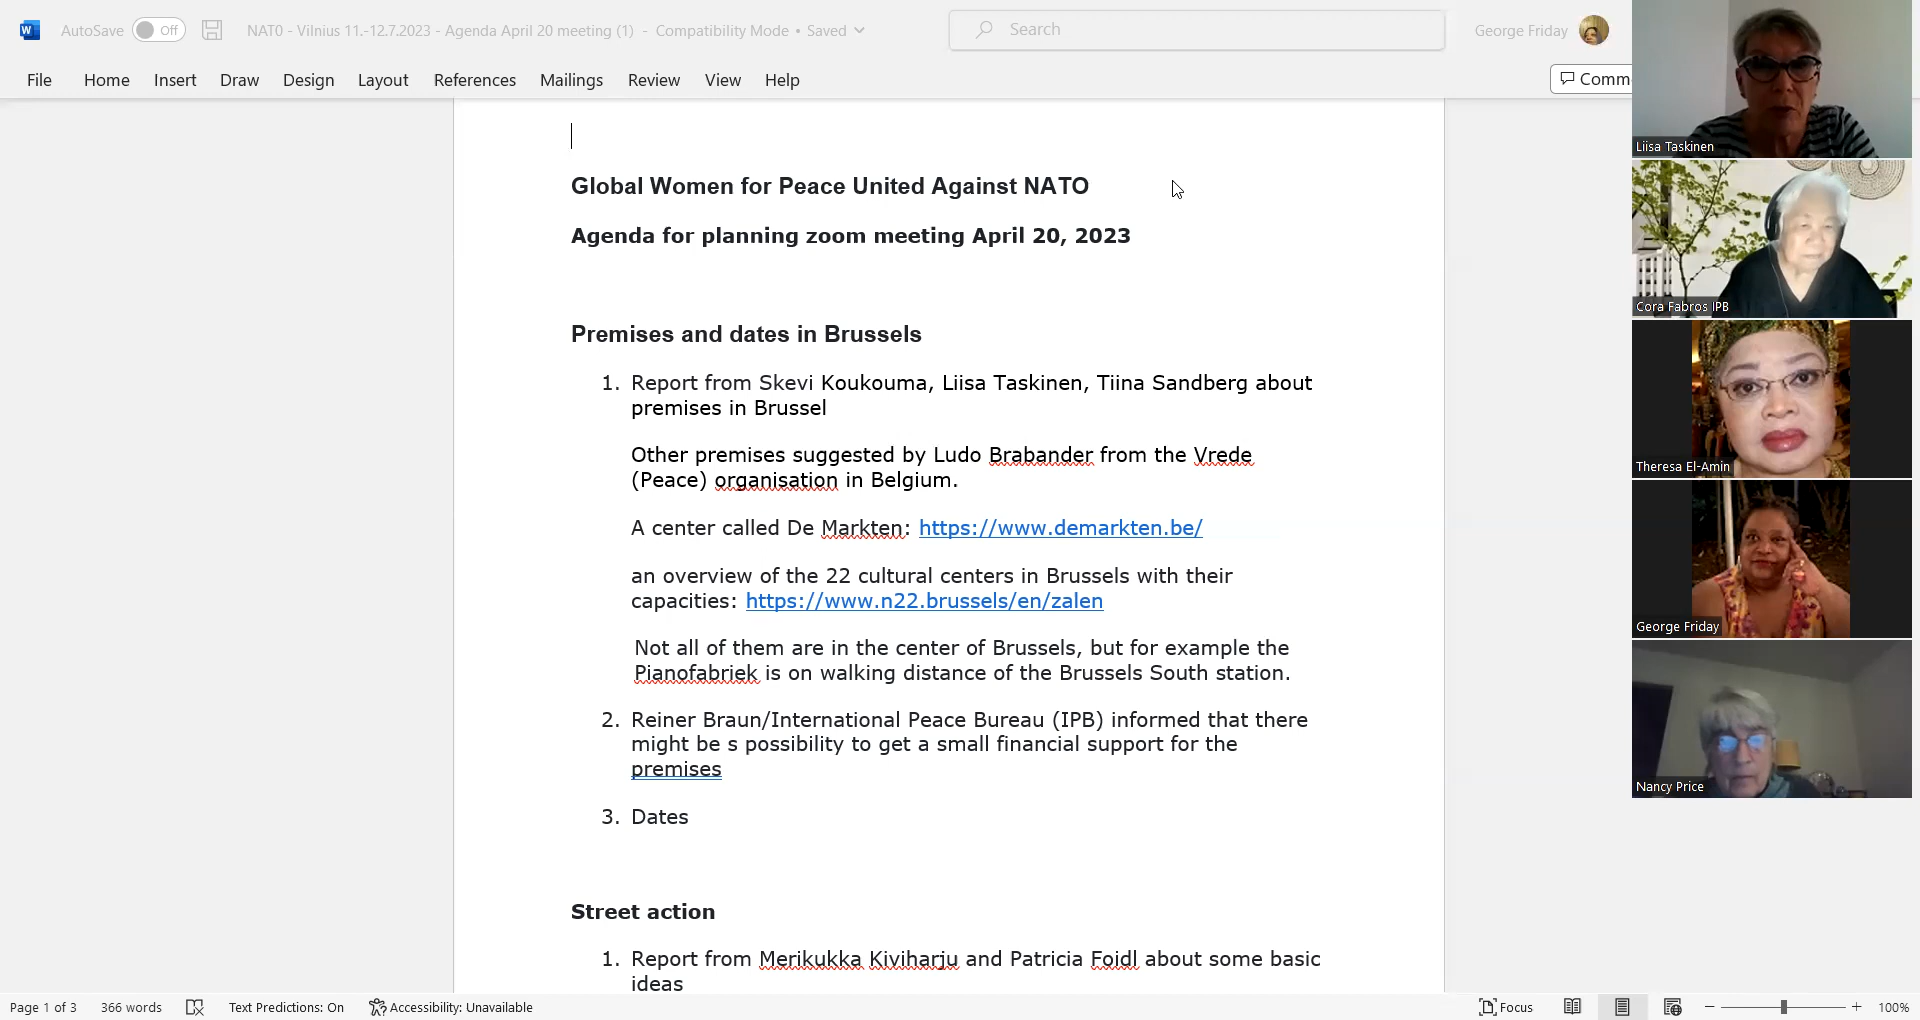 AutoSave Off NAT0 - Vilnius 11.-12.7.2023 - Agenda April 20 meeting (1) - Compatibility Mode • Saved Search George Friday
File Home Insert Draw Design Layout References Mailings Review View Help Comm
Global Women for Peace United Against NATO
Agenda for planning zoom meeting April 20, 2023
Premises and dates in Brussels
1. Report from Skevi Koukouma, Liisa Taskinen, Tiina Sandberg about
premises in Brussel
Other premises suggested by Ludo Brabander from the Vrede
(Peace) organisation in Belgium.
A center called De Markten: https://www.demarkten.be/
an overview of the 22 cultural centers in Brussels with their
capacities: https://www.n22.brussels/en/zalen
Not all of them are in the center of Brussels, but for example the
Pianofabriek is on walking distance of the Brussels South station.
2. Reiner Braun/International Peace Bureau (IPB) informed that there
might be s possibility to get a small financial support for the
premises
3. Dates
Street action
1. Report from Merikukka Kiviharju and Patricia Foidl about some basic
ideas
Liisa Taskinen
Cora Fabros IPB
Theresa El-Amin
George Friday
Nancy Price
Page 1 of 3 366 words Text Predictions: On Accessibility: Unavailable Focus 100%